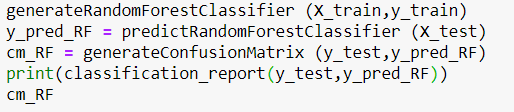 generateRandomForestClassifier (X_train,y_train)
y_pred_RF = predictRandomForestClassifier (X_test)
cm_RF = generateConfusionMatrix (y_test,y_pred_RF)
print(classification_report(y_test,y_pred_RF))
cm_RF